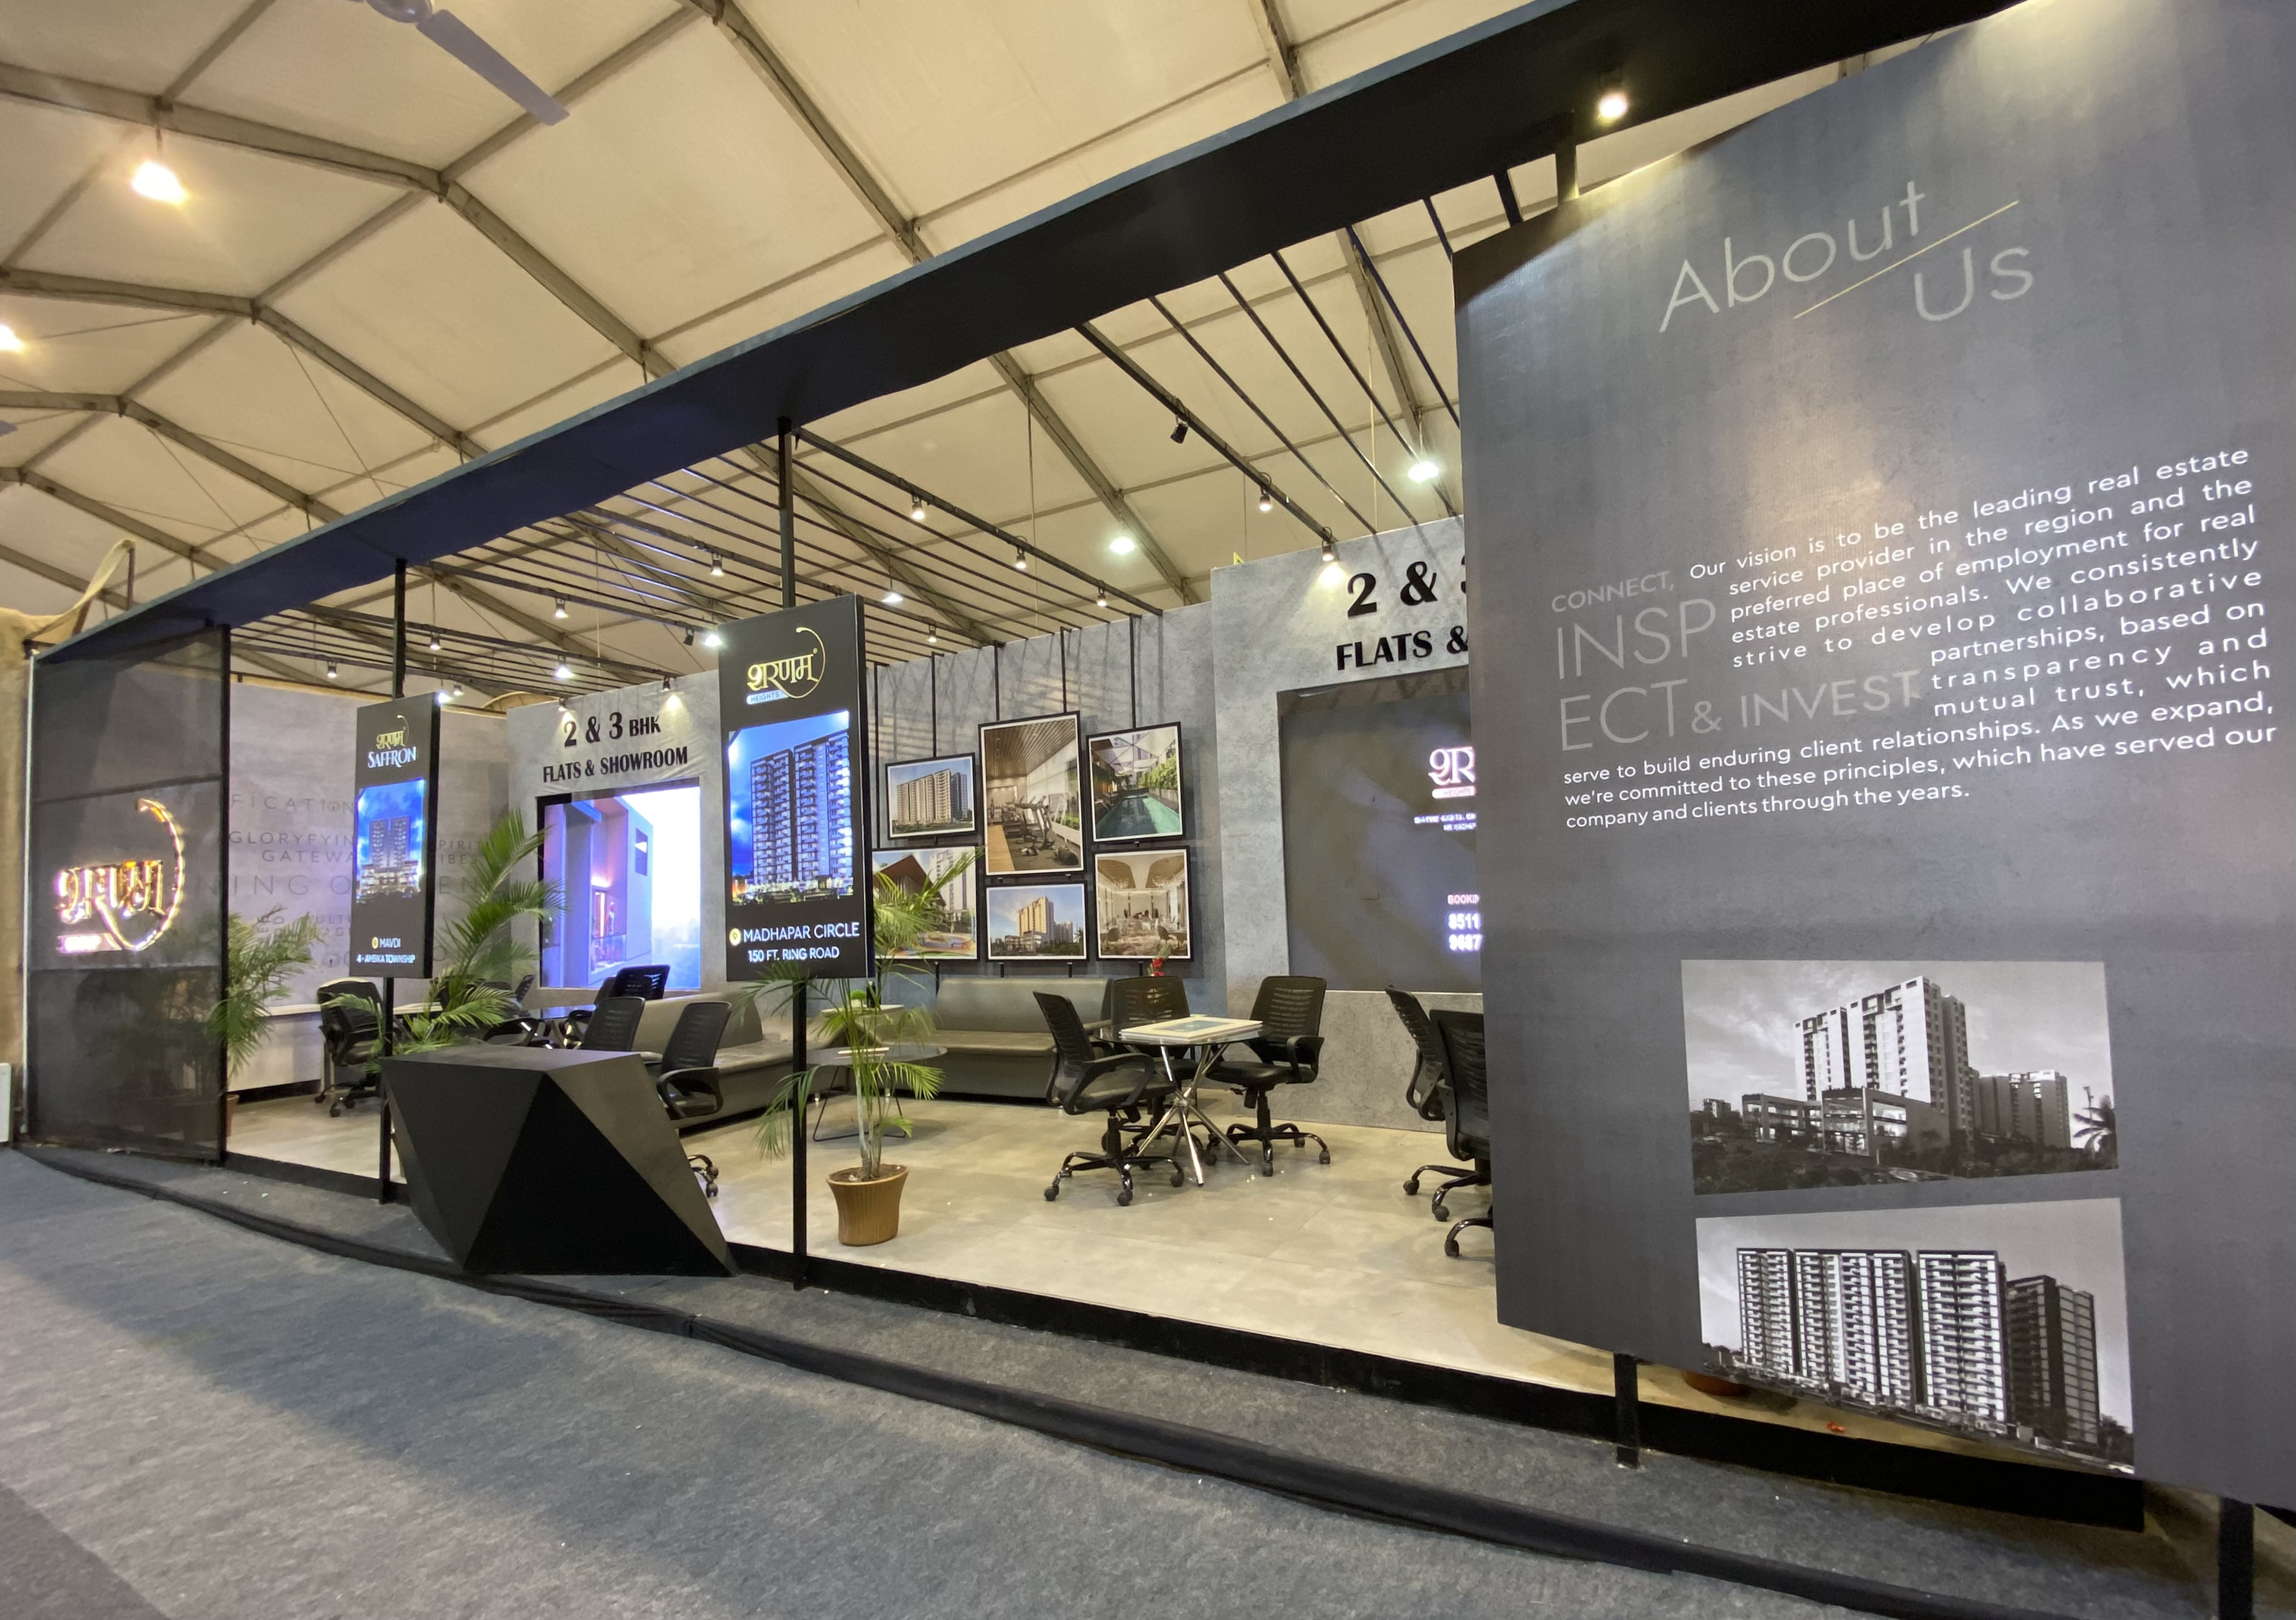 About
Us
CONNECT,
INSP
ECT & INVEST
Our vision is to be the leading real estate
service provider in the region and the
preferred place of employment for real
estate professionals. We consistently
strive to develop collaborative
partnerships, based on
transparency and
mutual trust, which
serve to build enduring client relationships. As we expand,
we're committed to these principles, which have served our
company and clients through the years.
2 &
FLATS &
8511
9687
शरणम्
HEIGHTS
MADHAPAR CIRCLE
150 FT. RING ROAD
2 & 3 BHK
FLATS & SHOWROOM
शरणम्
SAFFRON
MAVDI
4 - AMBIKA TOWNSHIP
शरणम्